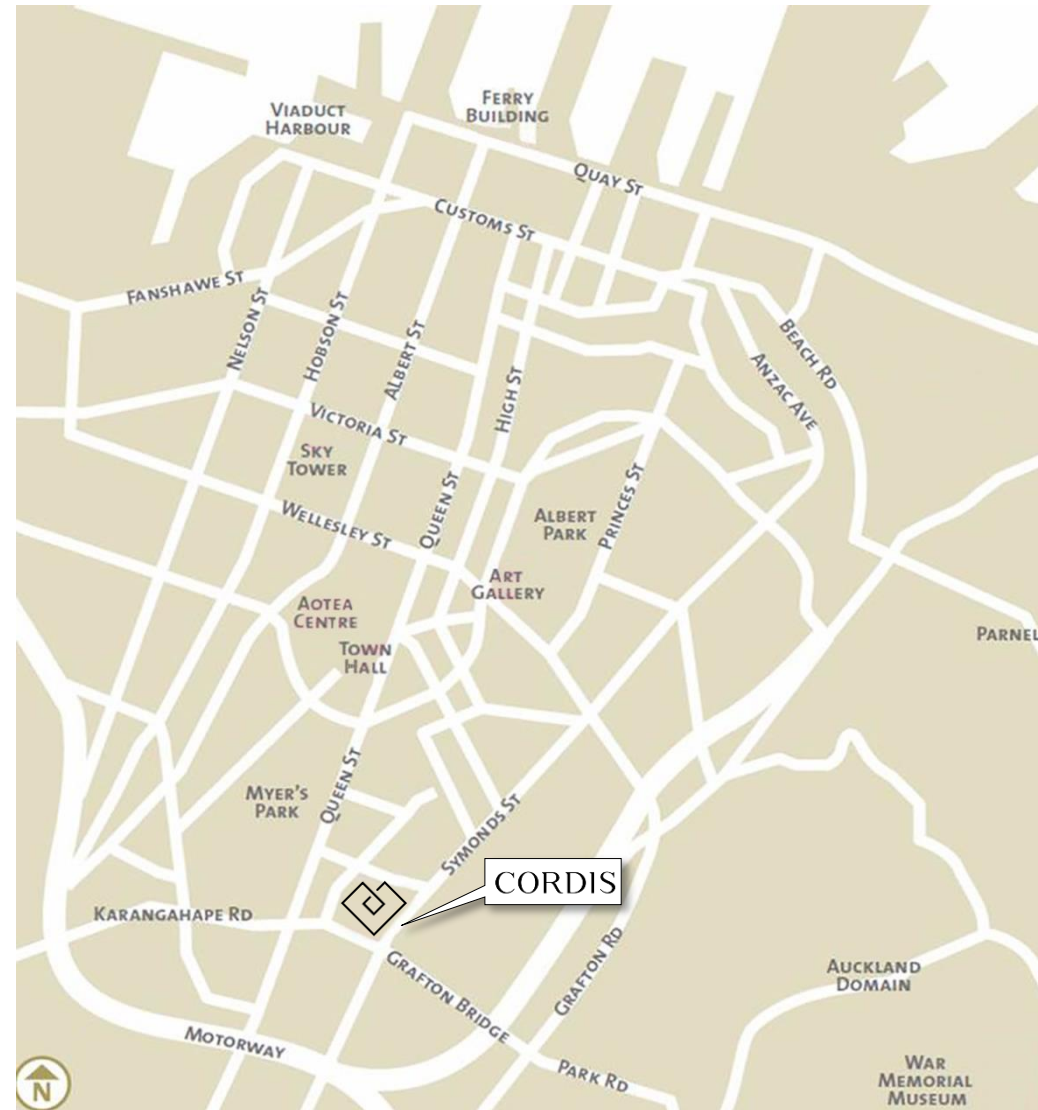 FERRY
BUILDING
VIADUCT
HARBOUR
QUAY ST
CUSTOMS ST
FANSHAWE ST
NELSON ST
HOBSON ST
ALBERT ST
HIGH ST
BEACH RD
ANZAC AVE
VICTORIA ST
SKY
TOWER
QUEEN ST
PRINCES ST
ALBERT
PARK
WELLESLEY ST
ART
GALLERY
AOTEA
CENTRE
TOWN
HALL
PARNEL
QUEEN ST
MYER'S
PARK
SYMONDS ST
CORDIS
KARANGAHAPE RD
GRAFTON BRIDGE
GRAFTON RD
AUCKLAND
DOMAIN
MOTORWAY
PARK RD
WAR
MEMORIAL
MUSEUM
N